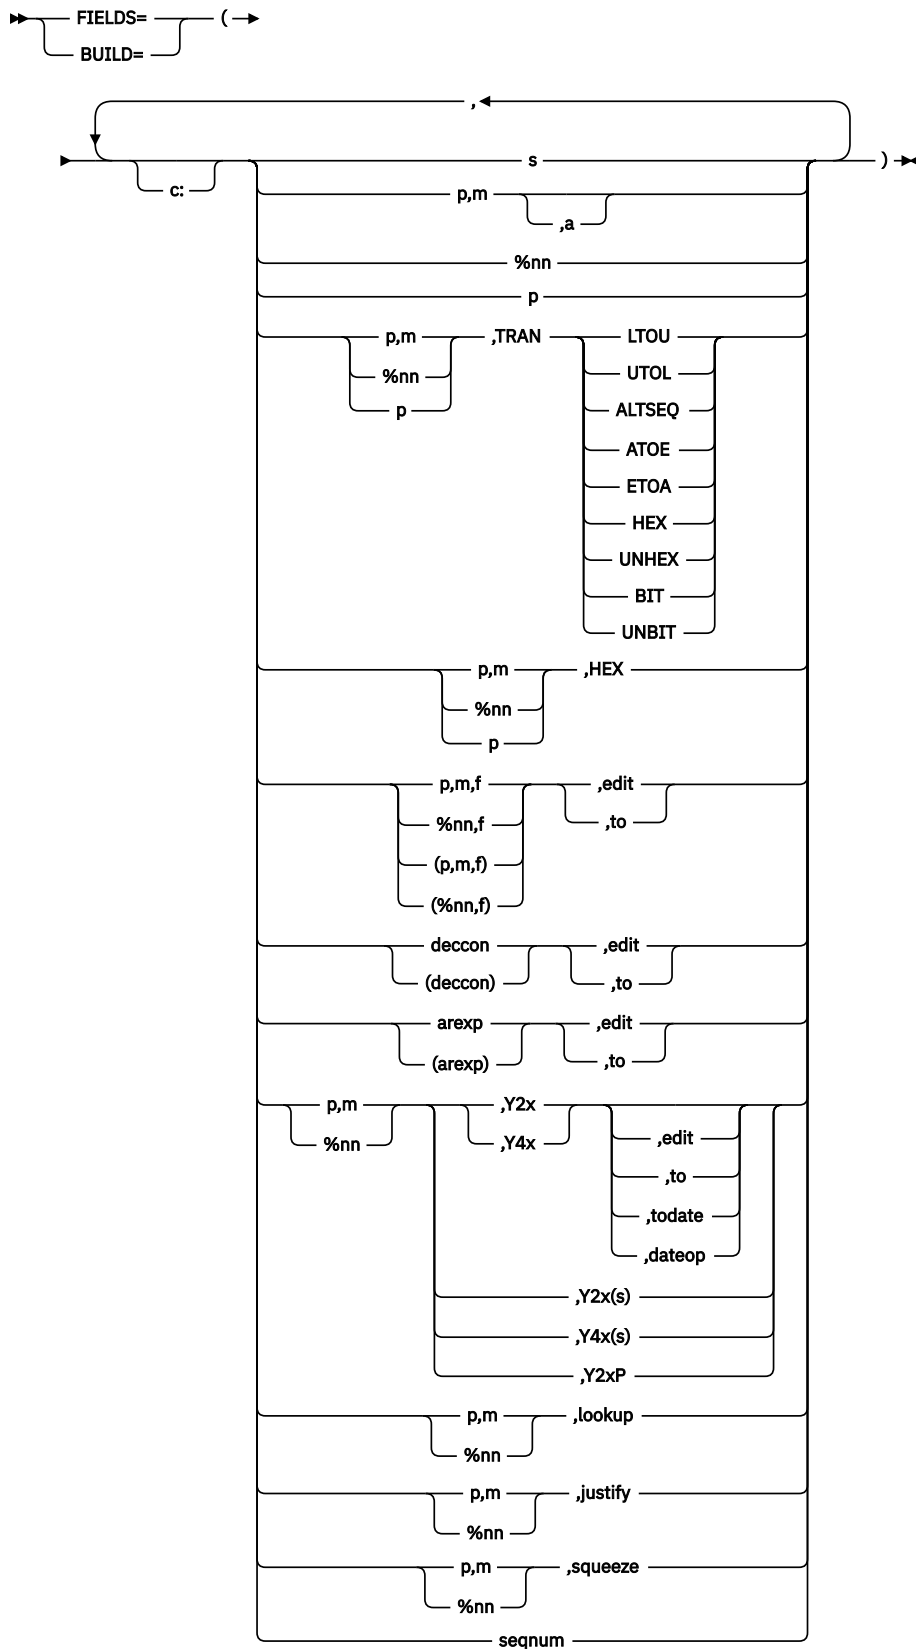 FIELDS= (
BUILD=
,
s )
c:
p,m
,a
%nn
p
p,m ,TRAN LTOU
%nn UTOL
p ALTSEQ
ATOE
ETOA
HEX
UNHEX
BIT
UNBIT
p,m ,HEX
%nn
p
p,m,f ,edit
%nn,f ,to
(p,m,f)
(%nn,f)
deccon ,edit
(deccon) ,to
arexp ,edit
(arexp) ,to
p,m ,Y2x
%nn ,Y4x ,edit
,to
,todate
,dateop
,Y2x(s)
,Y4x(s)
,Y2xP
p,m ,lookup
%nn
p,m ,justify
%nn
p,m ,squeeze
%nn
seqnum